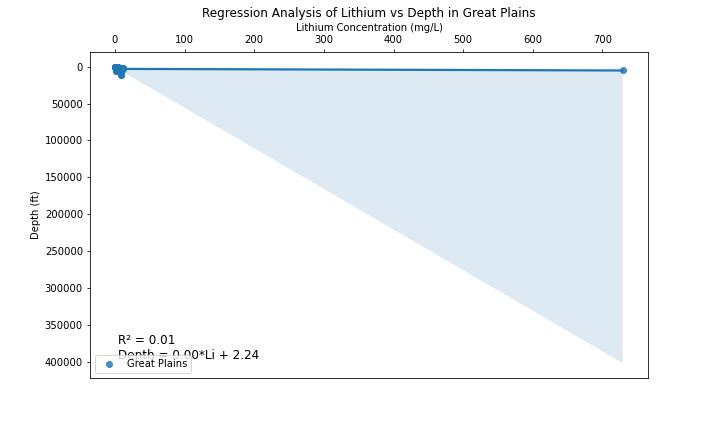 Regression Analysis of Lithium vs Depth in Great Plains
Lithium Concentration (mg/L)
0 100 200 300 400 500 600 700
0
50000
100000
150000
200000
250000
300000
350000
400000
Depth (ft)
R² = 0.01
Depth = 0.00*Li + 2.24
Great Plains